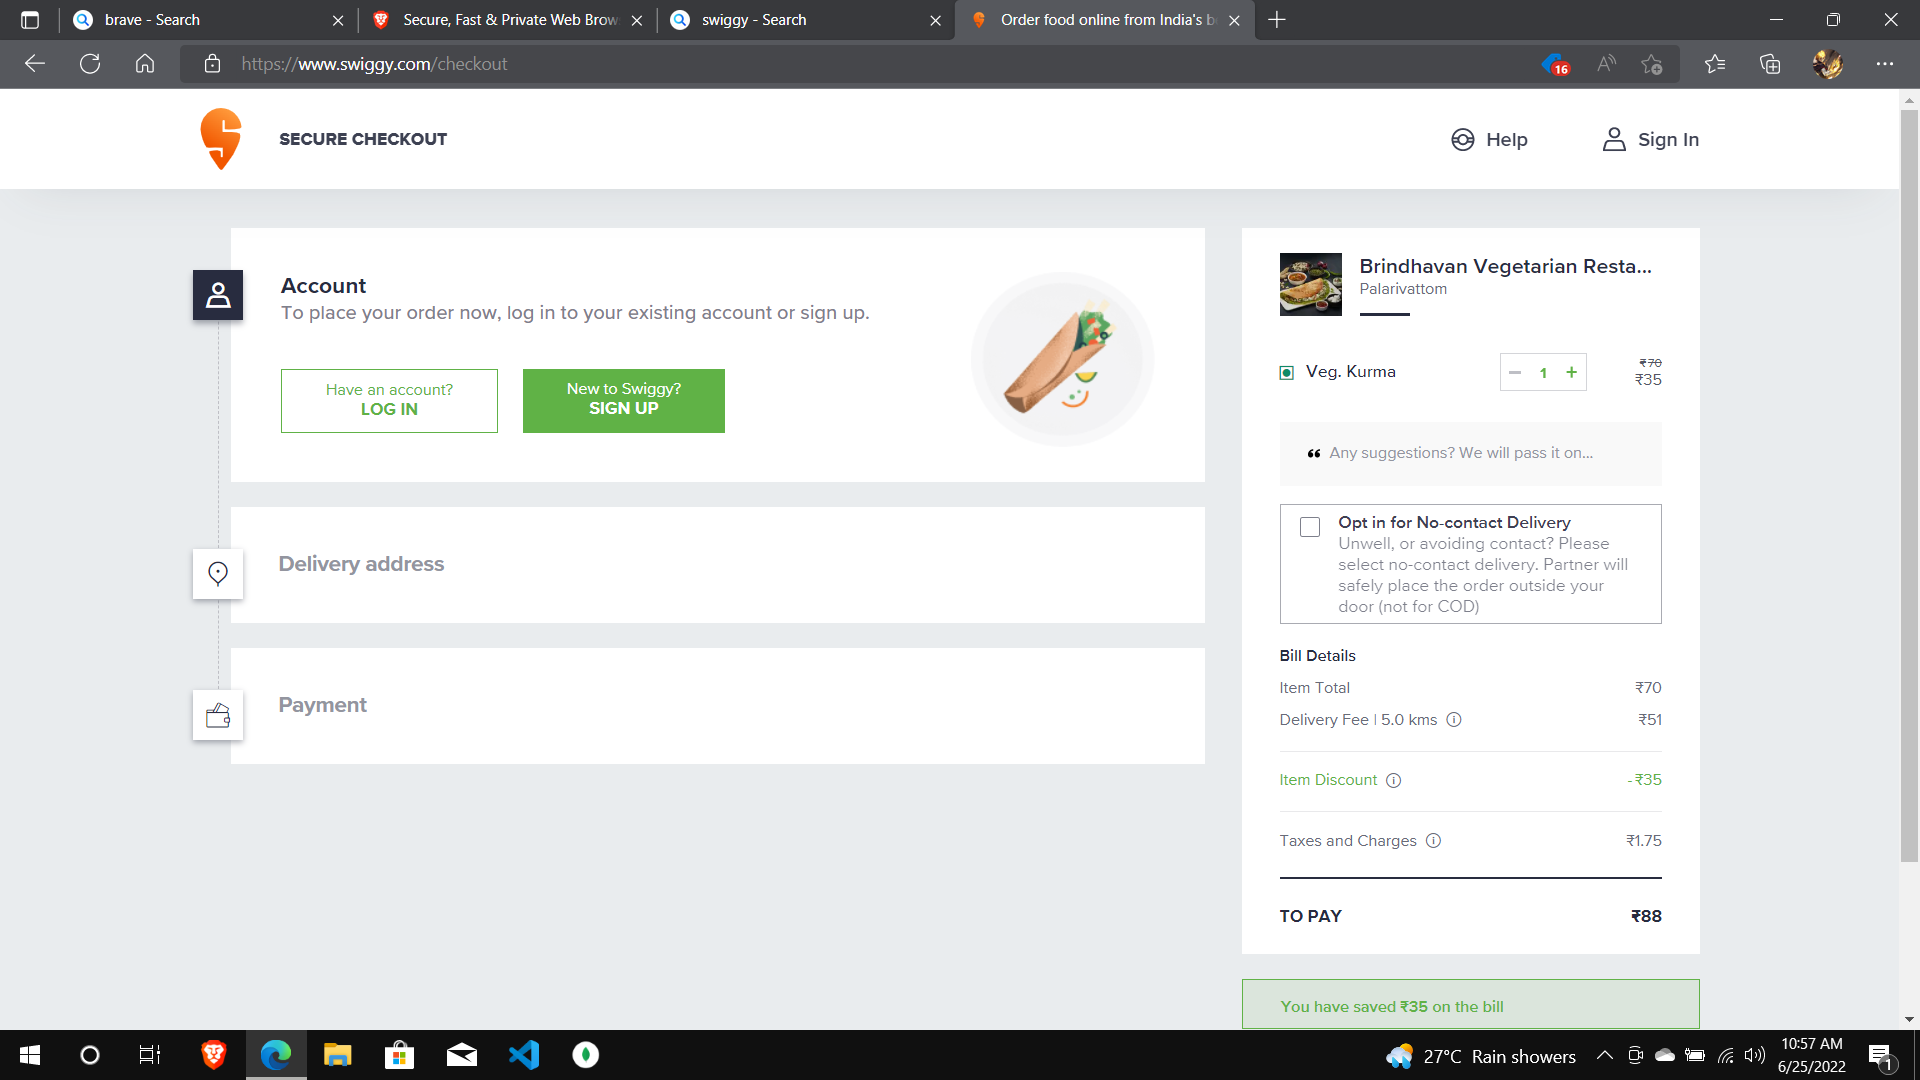 brave - Search
Secure, Fast & Private Web Brow
swiggy - Search
Order food online from India's b
https://www.swiggy.com/checkout
16
SECURE CHECKOUT
Help
Sign In
Account
To place your order now, log in to your existing account or sign up.
Have an account?
LOG IN
New to Swiggy?
SIGN UP
Delivery address
Payment
Brindhavan Vegetarian Resta...
Palarivattom
Veg. Kurma
1
₹70
₹35
Any suggestions? We will pass it on...
Opt in for No-contact Delivery
Unwell, or avoiding contact? Please
select no-contact delivery. Partner will
safely place the order outside your
door (not for COD)
Bill Details
Item Total ₹70
Delivery Fee | 5.0 kms ₹51
Item Discount -₹35
Taxes and Charges ₹1.75
TO PAY ₹88
You have saved ₹35 on the bill
27°C Rain showers
10:57 AM
6/25/2022
1